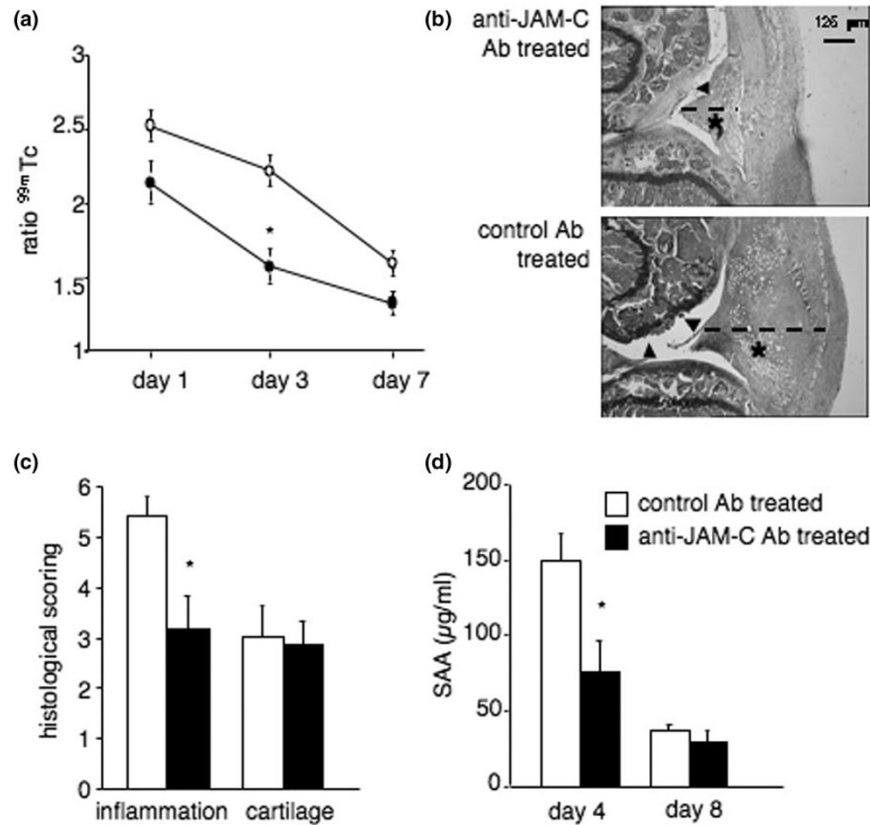 (a)
ratio 99mTc
3
2.5
2
1.5
1
day 1
day 3
day 7
*
(b)
anti-JAM-C
Ab treated
125 µm
*
control Ab
treated
*
(c)
histological scoring
6
5
4
3
2
1
0
*
inflammation
cartilage
(d)
SAA (µg/ml)
200
150
100
50
0
*
day 4
day 8
control Ab treated
anti-JAM-C Ab treated